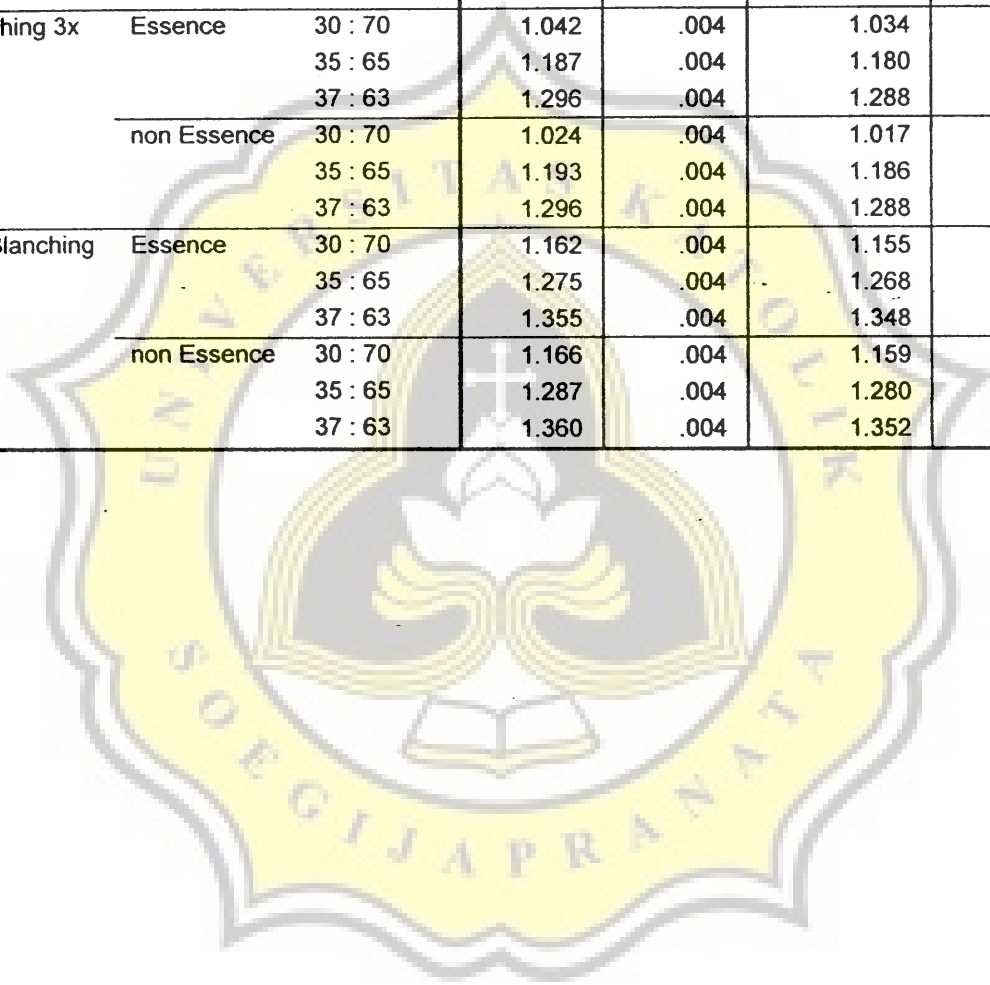 hing 3x Essence 30 : 70 1.042 .004 1.034
35 : 65 1.187 .004 1.180
37 : 63 1.296 .004 1.288
non Essence 30 : 70 1.024 .004 1.017
35 : 65 1.193 .004 1.186
37 : 63 1.296 .004 1.288
Blanching Essence 30 : 70 1.162 .004 1.155
35 : 65 1.275 .004 1.268
37 : 63 1.355 .004 1.348
non Essence 30 : 70 1.166 .004 1.159
35 : 65 1.287 .004 1.280
37 : 63 1.360 .004 1.352
UNIVERSITAS KATOLIK
SOEGIJAPRANATA